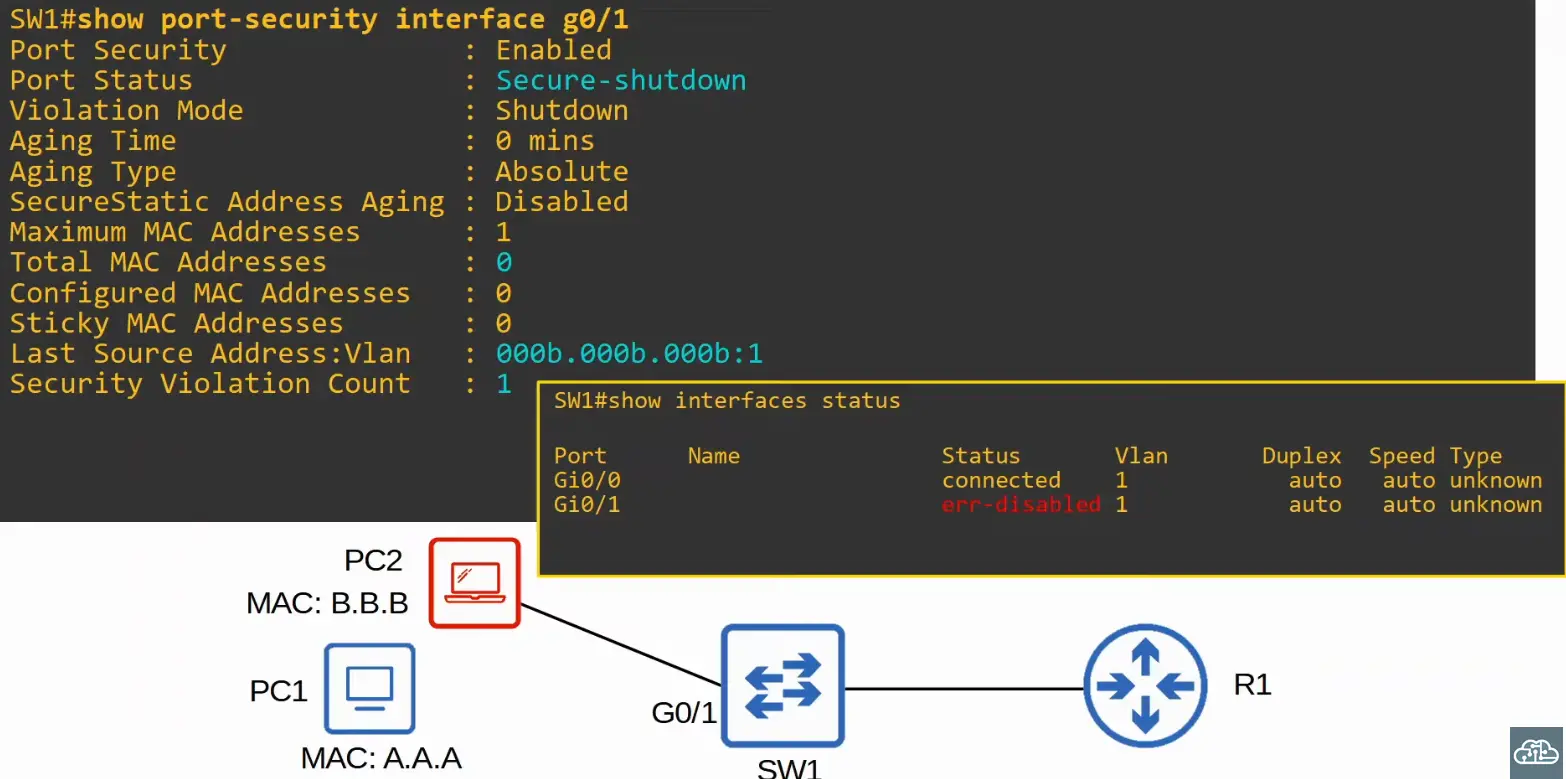 SW1#show port-security interface g0/1
Port Security : Enabled
Port Status : Secure-shutdown
Violation Mode : Shutdown
Aging Time : 0 mins
Aging Type : Absolute
SecureStatic Address Aging : Disabled
Maximum MAC Addresses : 1
Total MAC Addresses : 0
Configured MAC Addresses : 0
Sticky MAC Addresses : 0
Last Source Address:Vlan : 000b.000b.000b:1
Security Violation Count : 1
SW1#show interfaces status
Port Name Status Vlan Duplex Speed Type
Gi0/0 connected 1 auto auto unknown
Gi0/1 err-disabled 1 auto auto unknown
PC2
MAC: B.B.B
PC1
MAC: A.A.A
G0/1
SW1
R1